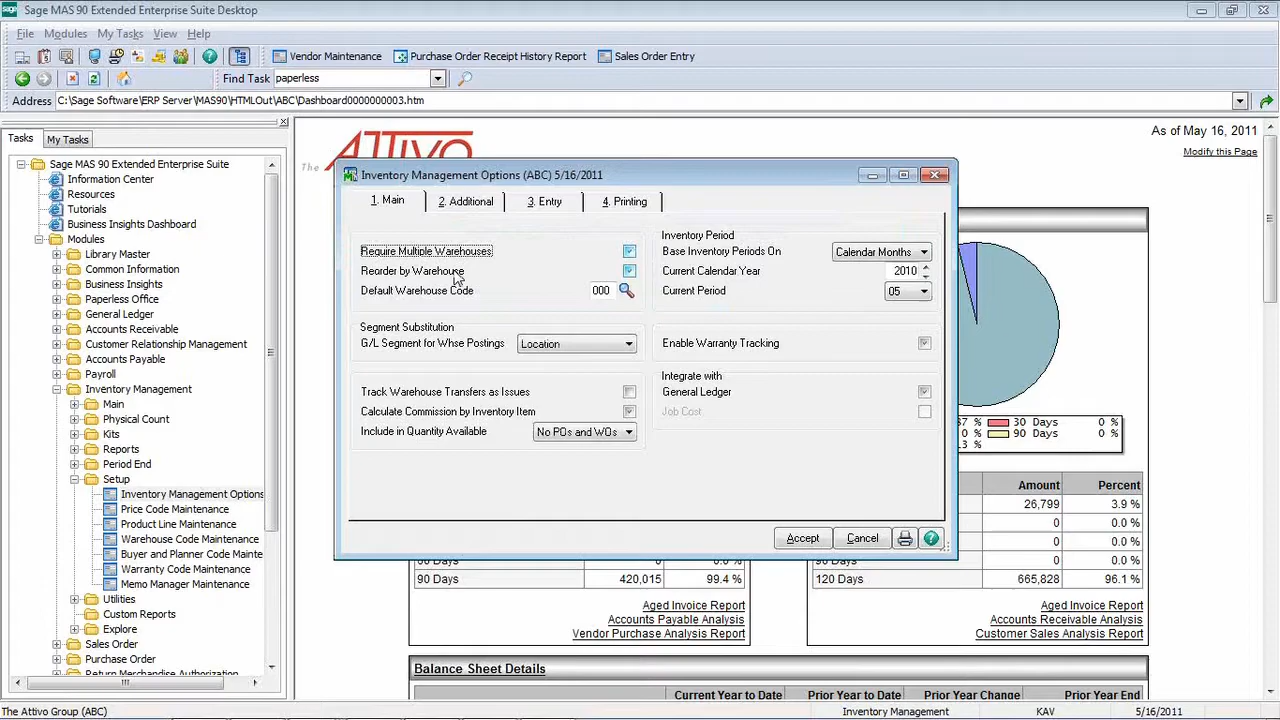 Sage MAS 90 Extended Enterprise Suite Desktop
File Modules My Tasks View Help
Vendor Maintenance Purchase Order Receipt History Report Sales Order Entry
Find Task paperless
Address C:\Sage Software\ERP Server\MAS90\HTMLOut\ABC\Dashboard0000000003.htm
Tasks My Tasks
Sage MAS 90 Extended Enterprise Suite
Information Center
Resources
Tutorials
Business Insights Dashboard
Modules
Library Master
Common Information
Business Insights
Paperless Office
General Ledger
Accounts Receivable
Customer Relationship Management
Accounts Payable
Payroll
Inventory Management
Main
Physical Count
Kits
Reports
Period End
Setup
Inventory Management Options
Price Code Maintenance
Product Line Maintenance
Warehouse Code Maintenance
Buyer and Planner Code Mainte
Warranty Code Maintenance
Memo Manager Maintenance
Utilities
Custom Reports
Explore
Sales Order
Purchase Order
Return Merchandise Authorization
The ATTIVO
As of May 16, 2011
Modify this Page
Inventory Management Options (ABC) 5/16/2011
1. Main 2. Additional 3. Entry 4. Printing
Require Multiple Warehouses
Reorder by Warehouse
Default Warehouse Code 000
Segment Substitution
G/L Segment for Whse Postings Location
Track Warehouse Transfers as Issues
Calculate Commission by Inventory Item
Include in Quantity Available No POs and WOs
Inventory Period
Base Inventory Periods On Calendar Months
Current Calendar Year 2010
Current Period 05
Enable Warranty Tracking
Integrate with
General Ledger
Job Cost
Accept Cancel
37 % 30 Days 0 %
0 % 90 Days 0 %
13 %
Amount Percent
26,799 3.9 %
0 0.0 %
0 0.0 %
0 0.0 %
60 Days 0.0 %
90 Days 420,015 99.4 %
120 Days 665,828 96.1 %
Aged Invoice Report
Accounts Payable Analysis
Vendor Purchase Analysis Report
Aged Invoice Report
Accounts Receivable Analysis
Customer Sales Analysis Report
Balance Sheet Details
Current Year to Date Prior Year to Date Prior Year Change Prior Year End
The Attivo Group (ABC) Inventory Management KAV 5/16/2011